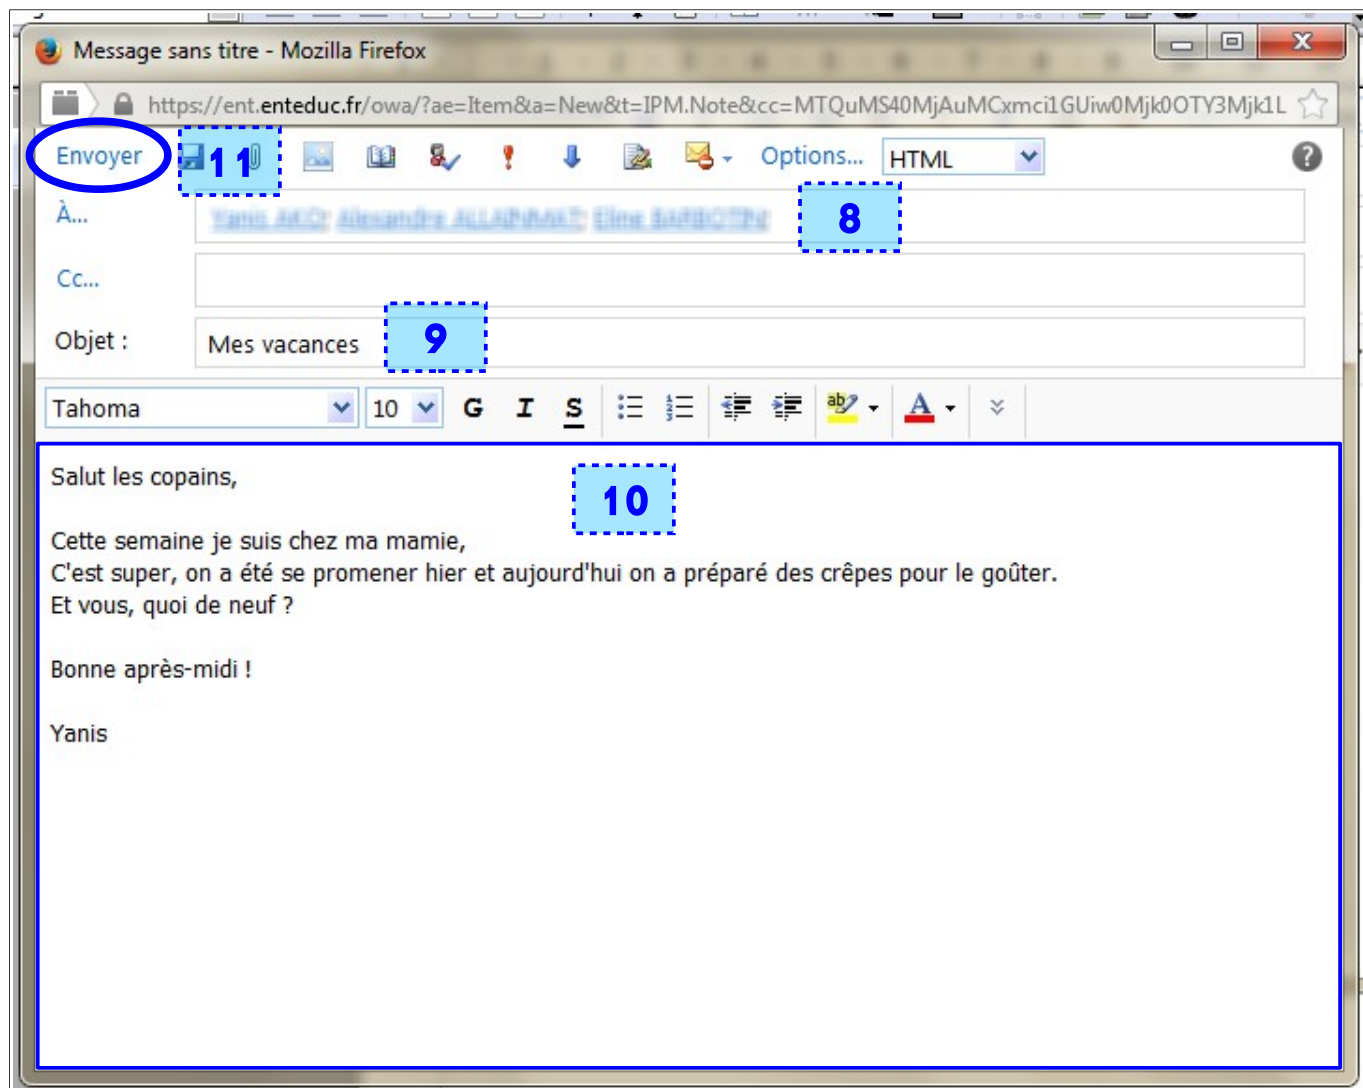 Message sans titre - Mozilla Firefox
https://ent.enteduc.fr/owa/?ae=Item&a=New&t=IPM.Note&cc=MTQuMS40MjAuMCxmci1GUiw0Mjk0OTY3Mjk1L
Envoyer 11 Options... HTML
À... 8
Cc...
Objet : Mes vacances 9
Tahoma 10 G I S
Salut les copains,
10
Cette semaine je suis chez ma mamie,
C'est super, on a été se promener hier et aujourd'hui on a préparé des crêpes pour le goûter.
Et vous, quoi de neuf ?
Bonne après-midi !
Yanis